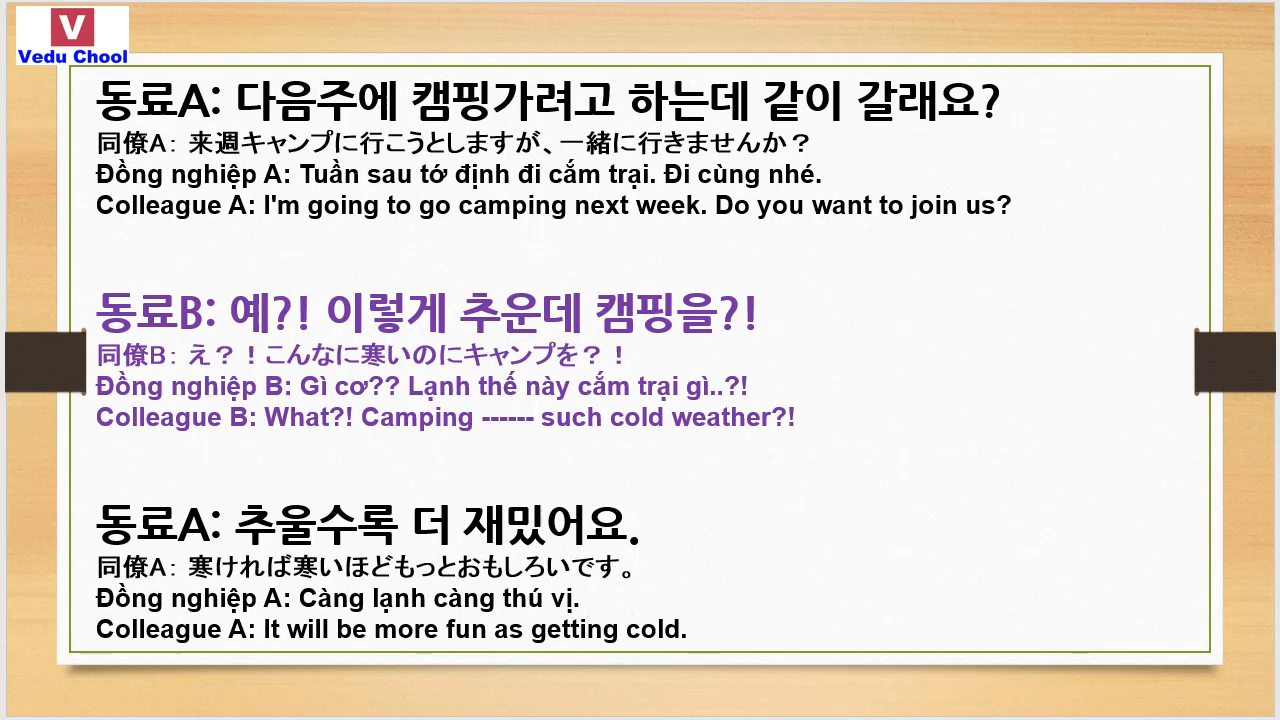 V
Vedu Chool
동료A: 다음주에 캠핑가려고 하는데 같이 갈래요?
同僚A： 来週キャンプに行こうとしますが、一緒に行きませんか？
Đồng nghiệp A: Tuần sau tớ định đi cắm trại. Đi cùng nhé.
Colleague A: I'm going to go camping next week. Do you want to join us?
동료B: 예?! 이렇게 추운데 캠핑을?!
同僚B： え？！こんなに寒いのにキャンプを？！
Đồng nghiệp B: Gì cơ?? Lạnh thế này cắm trại gì..?!
Colleague B: What?! Camping ------ such cold weather?!
동료A: 추울수록 더 재밌어요.
同僚A： 寒ければ寒いほどもっとおもしろいです。
Đồng nghiệp A: Càng lạnh càng thú vị.
Colleague A: It will be more fun as getting cold.